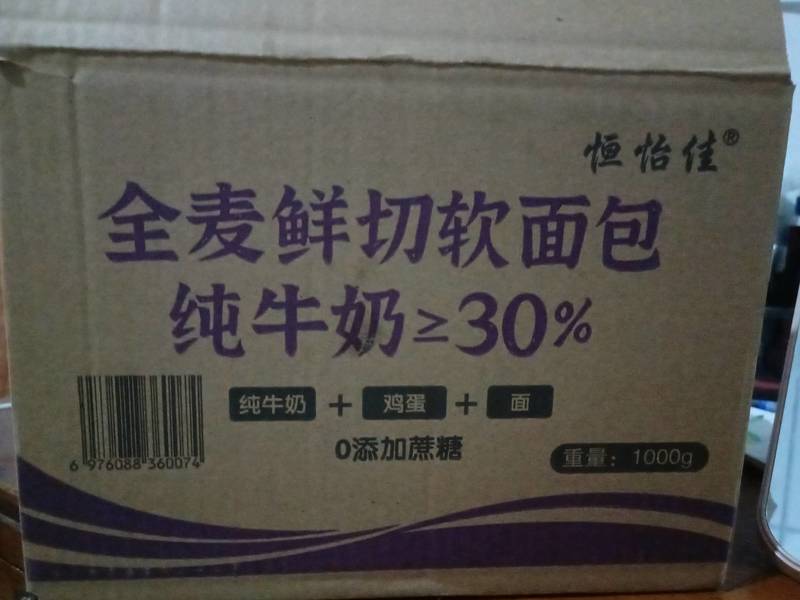 恒怡佳®
全麦鲜切软面包
纯牛奶≥30%
纯牛奶 + 鸡蛋 + 面
0添加蔗糖
重量：1000g
6 976088 360074